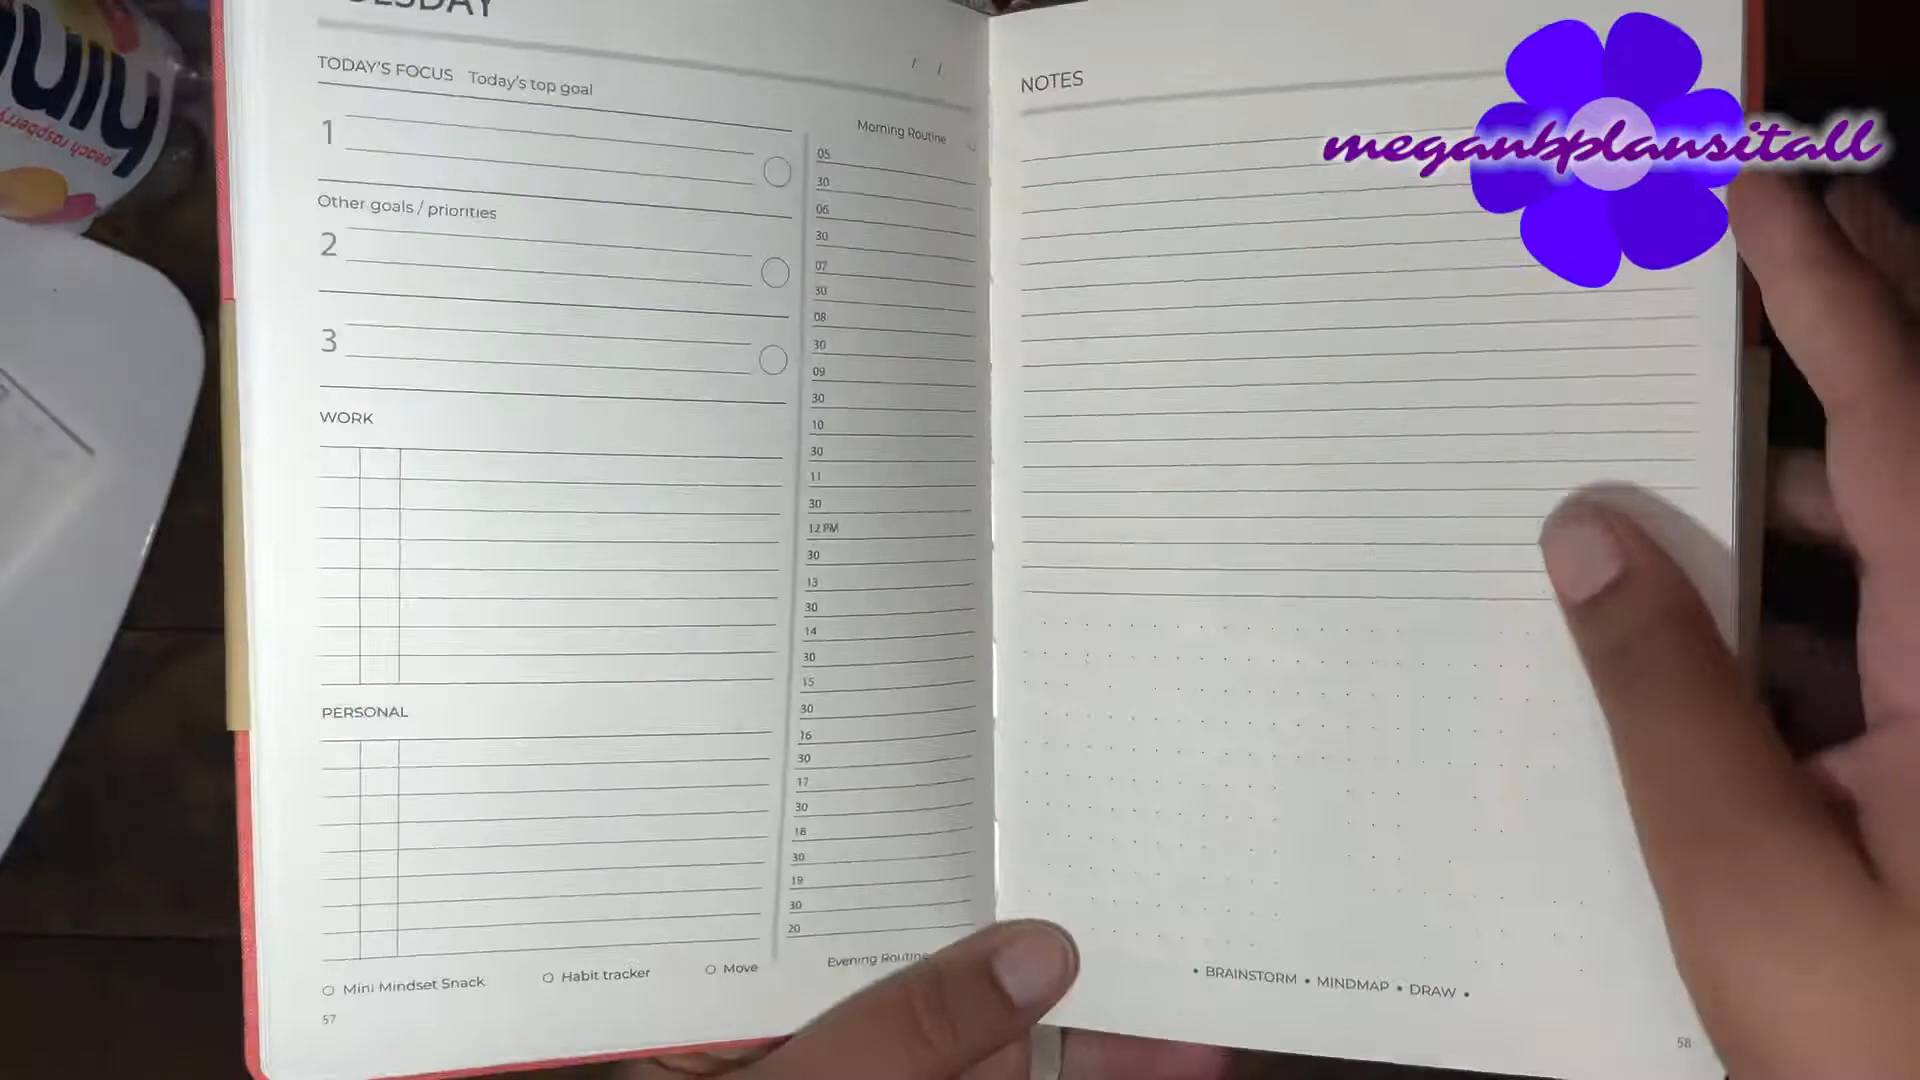 TODAY'S FOCUS Today's top goal
/ /
1
Other goals / priorities
2
3
WORK
PERSONAL
Mini Mindset Snack
Habit tracker
Move
57
Morning Routine
05
30
06
30
07
30
08
30
09
30
10
30
11
30
12 PM
30
13
30
14
30
15
30
16
30
17
30
18
30
19
30
20
Evening Routine
NOTES
• BRAINSTORM • MINDMAP • DRAW •
58
meganbplansitall
peach raspberry